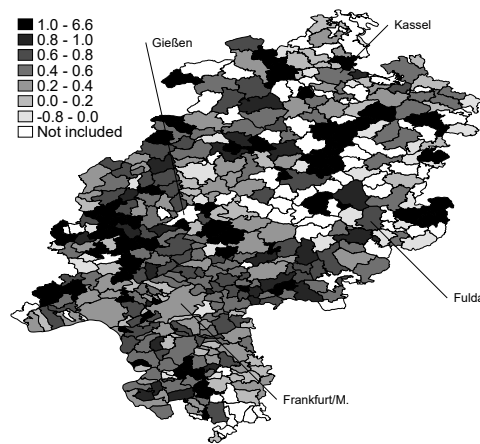 1.0 - 6.6
0.8 - 1.0
0.6 - 0.8
0.4 - 0.6
0.2 - 0.4
0.0 - 0.2
-0.8 - 0.0
Not included
Kassel
Gießen
Fulda
Frankfurt/M.